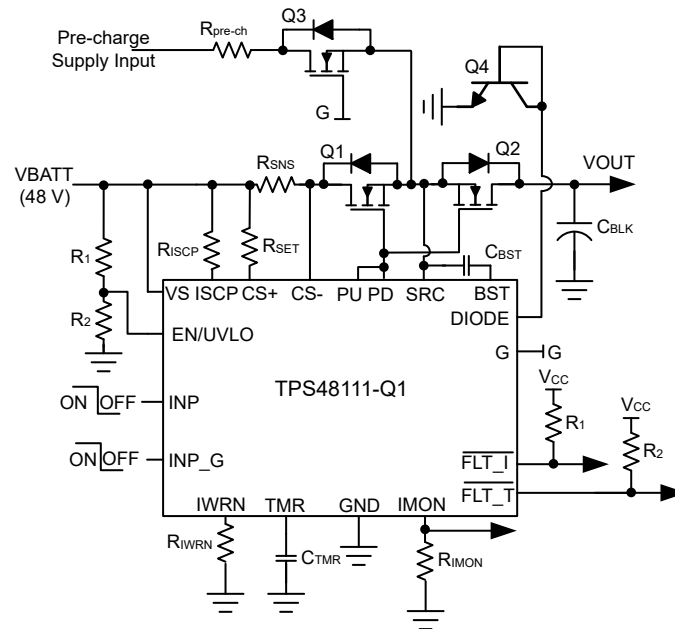 Q3
Rpre-ch
Pre-charge
Supply Input
G
Q4
RSNS
Q1
Q2
VOUT
VBATT
(48 V)
R1
RISCP
RSET
CBST
CBLK
VS ISCP CS+ CS- PU PD SRC BST
DIODE
R2
EN/UVLO
G G
TPS48111-Q1
VCC
VCC
ON OFF INP
R1
R2
ON OFF INP_G
FLT_I
FLT_T
IWRN TMR GND IMON
RIWRN
CTMR
RIMON